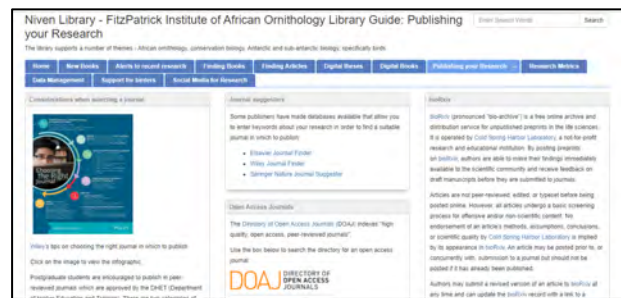 Niven Library - FitzPatrick Institute of African Ornithology Library Guide: Publishing
your Research
Enter Search Words
Search
The library supports a number of themes - African ornithology, conservation biology, Antarctic and sub-antarctic biology, specifically birds.
Home
New Books
Alerts to recent research
Finding Books
Finding Articles
Digital Boxes
Digital Books
Publishing your Research
Research Metrics
Data Management
Support for birders
Social Media for Research
Considerations when selecting a journal
Choosing
the Right
Journal
Wiley's tips on choosing the right journal in which to publish
Click on the image to view the infographic.
Postgraduate students are encouraged to publish in peer-
reviewed journals which are approved by the DHET (Department
Journal suggesters
Some publishers have made databases available that allow you
to enter keywords about your research in order to find a suitable
journal in which to publish:
Elsevier Journal Finder
Wiley Journal Finder
Springer Nature Journal Suggester
Open Access Journals
The Directory of Open Access Journals (DOAJ) indexes "high
quality, open access, peer-reviewed journals".
Use the box below to search the directory for an open access
journal:
DOAJ DIRECTORY OF
OPEN ACCESS
JOURNALS
bioRxiv
bioRxiv (pronounced "bio-archive") is a free online archive and
distribution service for unpublished preprints in the life sciences.
It is operated by Cold Spring Harbor Laboratory, a not-for-profit
research and educational institution. By posting preprints
on bioRxiv, authors are able to make their findings immediately
available to the scientific community and receive feedback on
draft manuscripts before they are submitted to journals.
Articles are not peer-reviewed, edited, or typeset before being
posted online. However, all articles undergo a basic screening
process for offensive and/or non-scientific content. No
endorsement of an article's methods, assumptions, conclusions,
or scientific quality by Cold Spring Harbor Laboratory is implied
by its appearance in bioRxiv. An article may be posted prior to, or
concurrently with, submission to a journal but should not be
posted if it has already been published.
Authors may submit a revised version of an article to bioRxiv at
any time and can update the bioRxiv record with a link to a